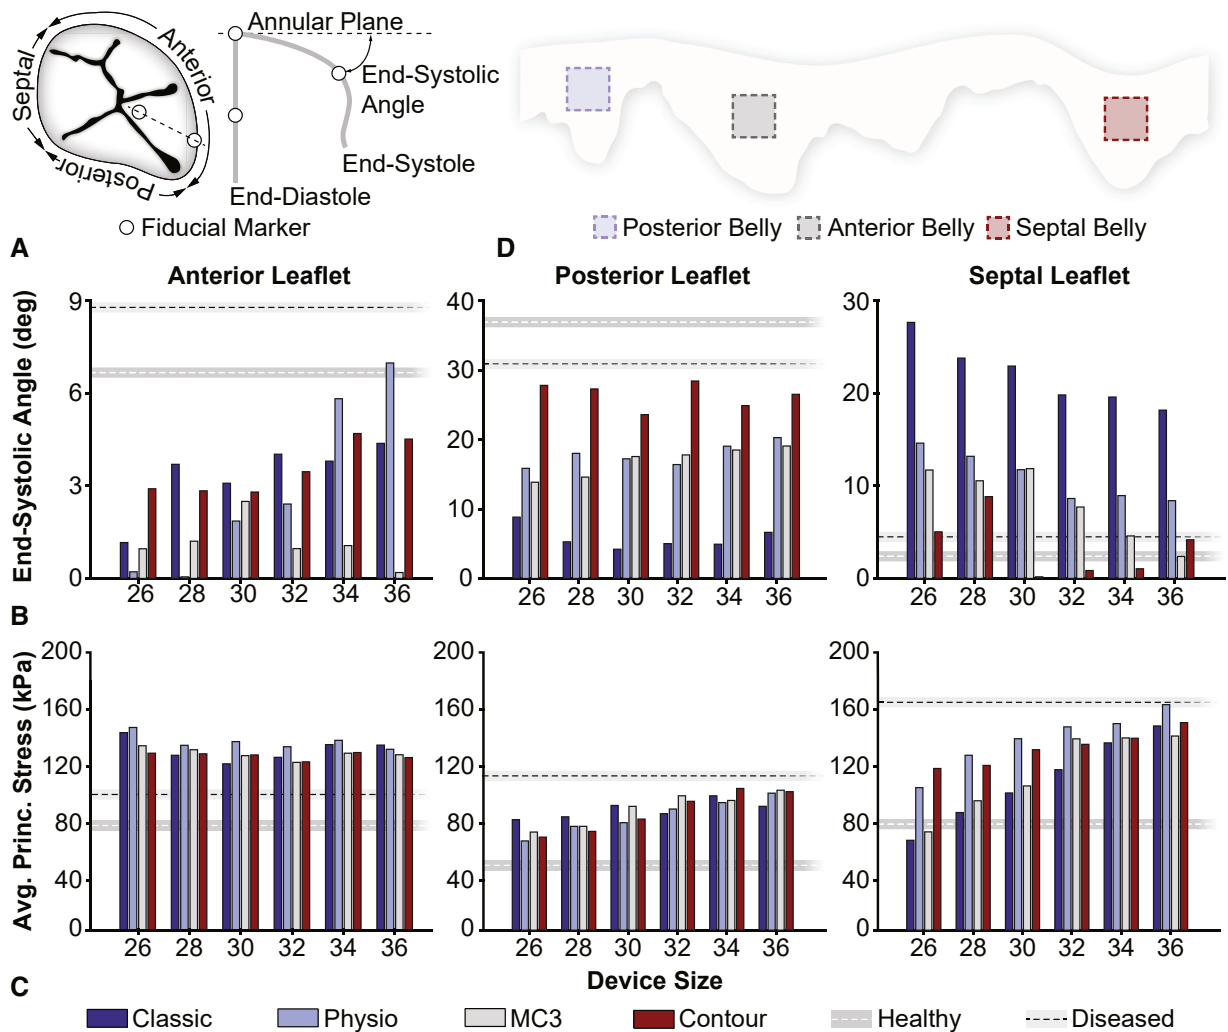 Septal
Anterior
Posterior
Annular Plane
End-Systolic
Angle
End-Systole
End-Diastole
Fiducial Marker
Posterior Belly
Anterior Belly
Septal Belly
A
D
Anterior Leaflet
Posterior Leaflet
Septal Leaflet
End-Systolic Angle (deg)
9
6
3
0
26 28 30 32 34 36
40
30
20
10
0
26 28 30 32 34 36
30
20
10
0
26 28 30 32 34 36
B
Avg. Princ. Stress (kPa)
200
160
120
80
40
0
26 28 30 32 34 36
200
160
120
80
40
0
26 28 30 32 34 36
200
160
120
80
40
0
26 28 30 32 34 36
Device Size
C
Classic Physio MC3 Contour Healthy Diseased